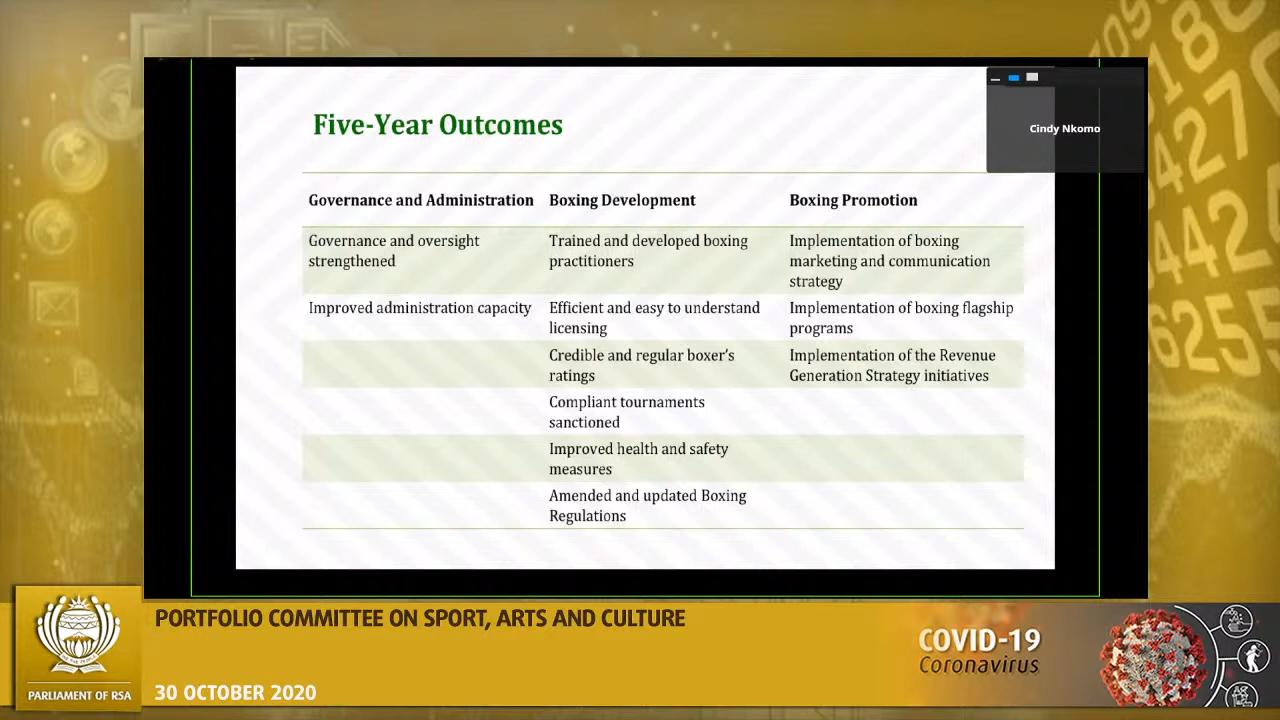 Five-Year Outcomes
Cindy Nkomo
Governance and Administration
Boxing Development
Boxing Promotion
Governance and oversight
strengthened
Trained and developed boxing
practitioners
Implementation of boxing
marketing and communication
strategy
Improved administration capacity
Efficient and easy to understand
licensing
Implementation of boxing flagship
programs
Credible and regular boxer's
ratings
Implementation of the Revenue
Generation Strategy initiatives
Compliant tournaments
sanctioned
Improved health and safety
measures
Amended and updated Boxing
Regulations
PORTFOLIO COMMITTEE ON SPORT, ARTS AND CULTURE
COVID-19
Coronavirus
PARLIAMENT OF RSA
30 OCTOBER 2020